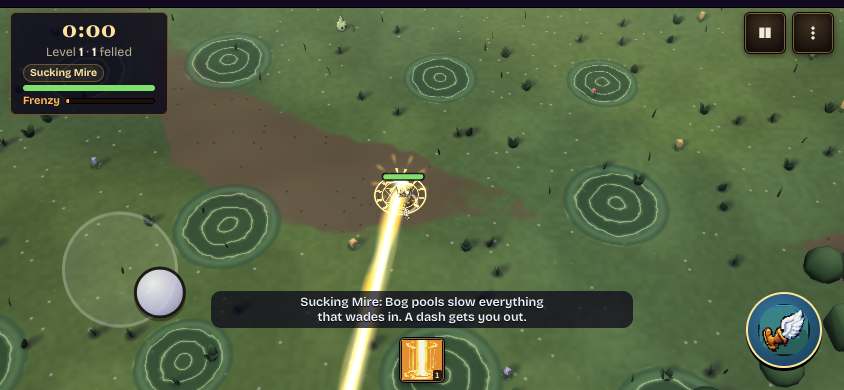 0:00
Level 1 · 1 felled
Sucking Mire
Frenzy
Sucking Mire: Bog pools slow everything
that wades in. A dash gets you out.
1